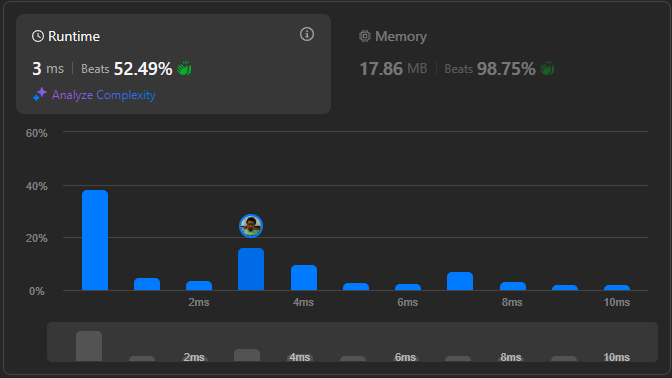 Runtime
3 ms | Beats 52.49%
Analyze Complexity
Memory
17.86 MB | Beats 98.75%
60%
40%
20%
0%
2ms 4ms 6ms 8ms 10ms
2ms 4ms 6ms 8ms 10ms